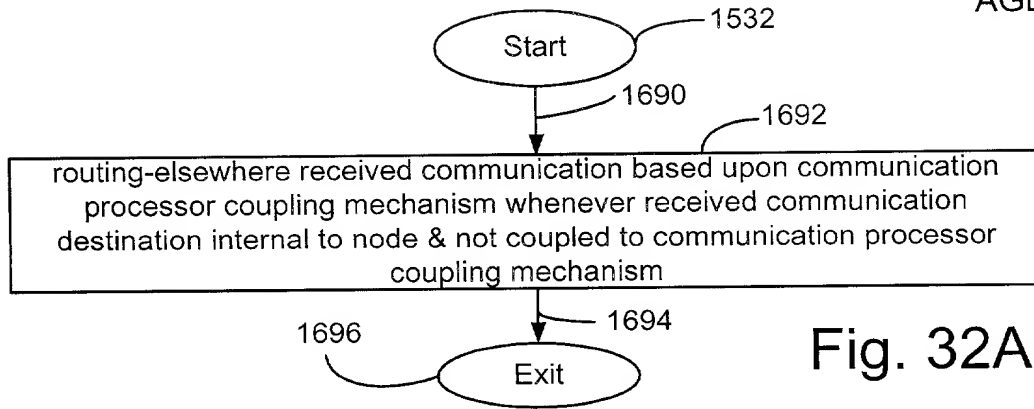 Start
1532
1690
1692
routing-elsewhere received communication based upon communication
processor coupling mechanism whenever received communication
destination internal to node & not coupled to communication processor
coupling mechanism
1694
1696
Exit
Fig. 32A